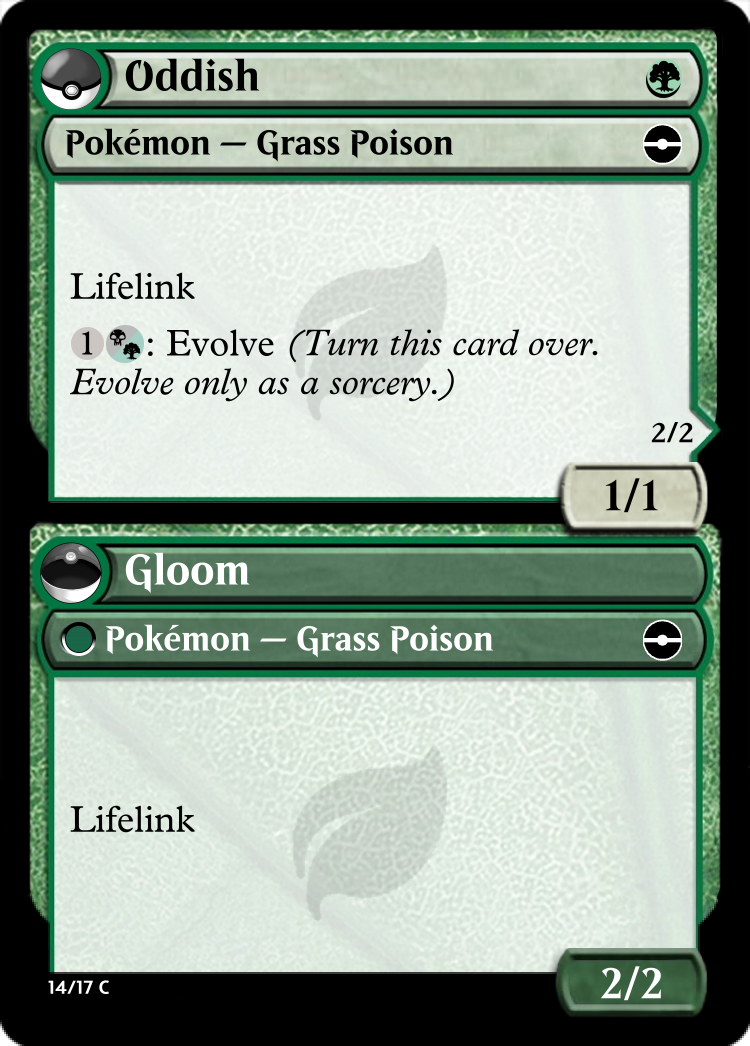 Oddish
Pokémon — Grass Poison
Lifelink
1: Evolve (Turn this card over.
Evolve only as a sorcery.)
2/2
1/1
Gloom
Pokémon — Grass Poison
Lifelink
14/17 C
2/2